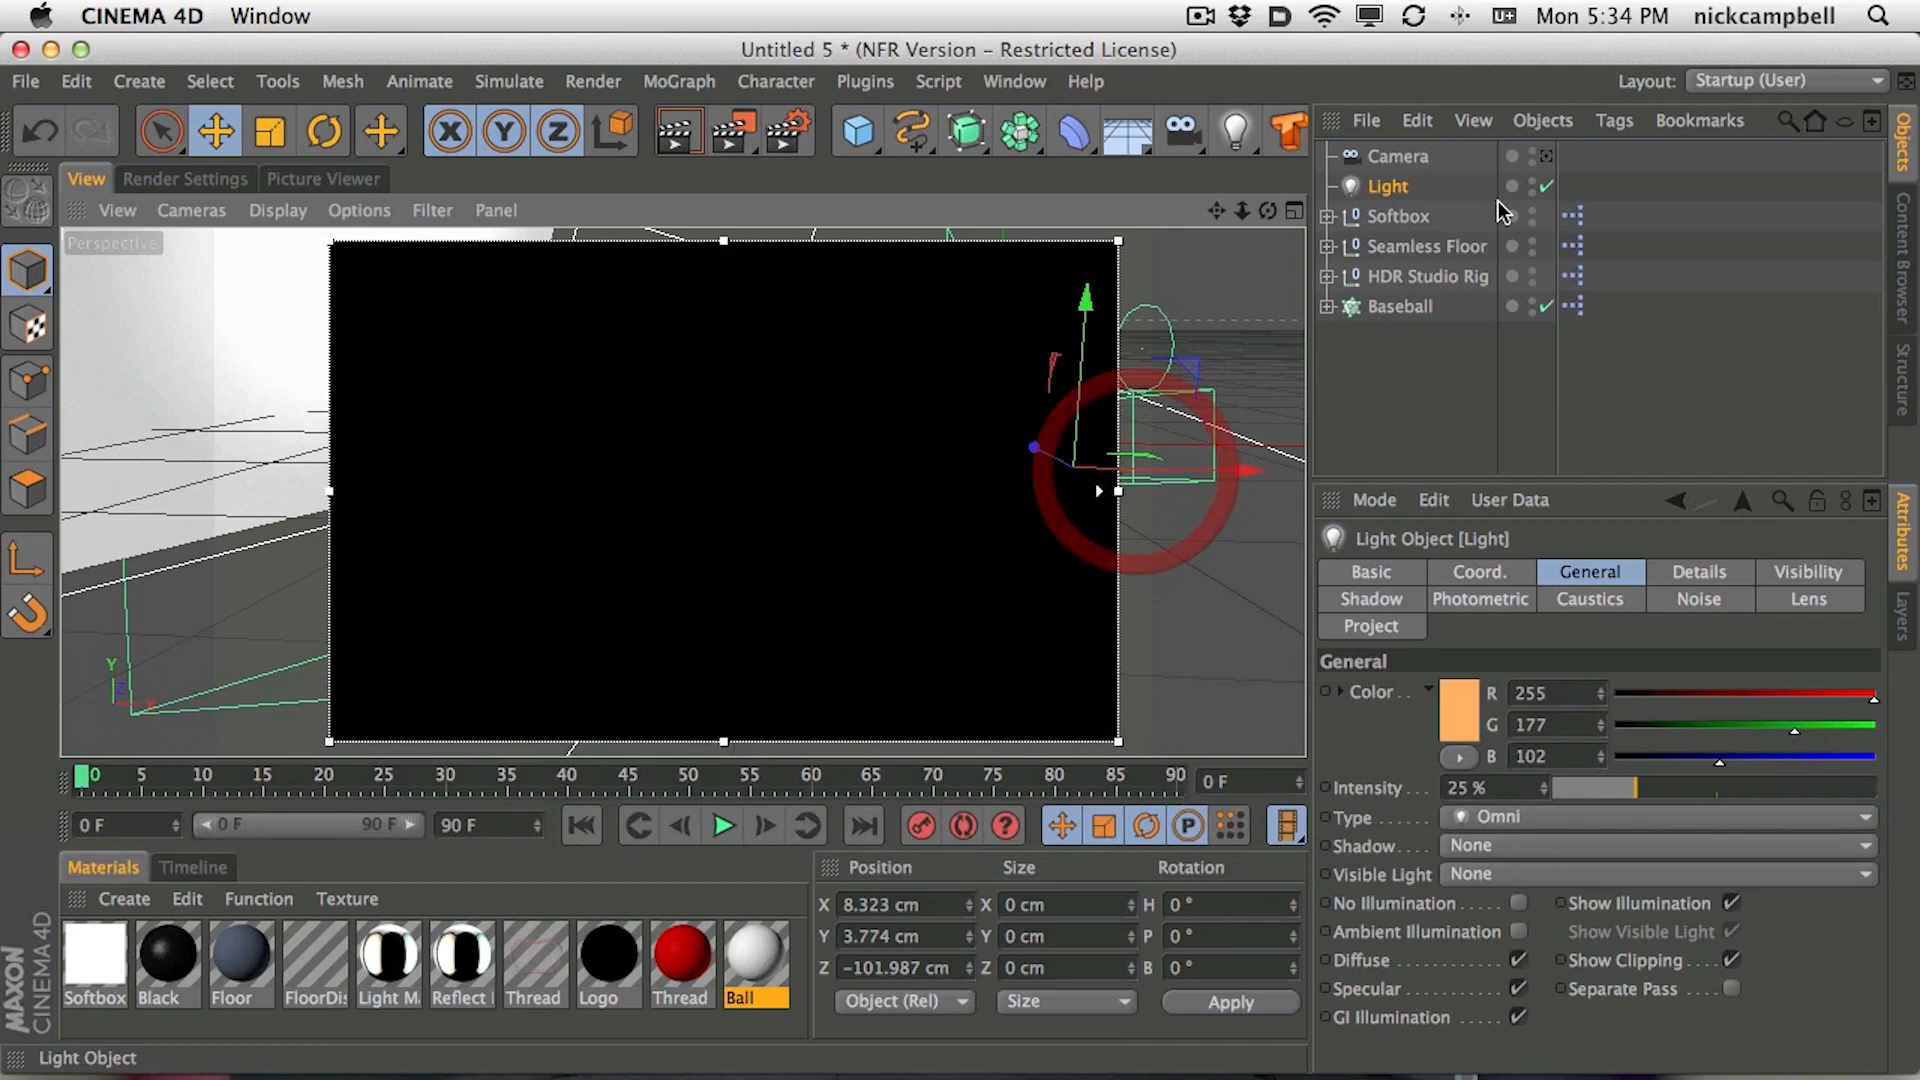 CINEMA 4D Window Mon 5:34 PM nickcampbell
Untitled 5 * (NFR Version - Restricted License)
File Edit Create Select Tools Mesh Animate Simulate Render MoGraph Character Plugins Script Window Help Layout: Startup (User)
X Y Z
File Edit View Objects Tags Bookmarks
View Render Settings Picture Viewer
View Cameras Display Options Filter Panel
Perspective
Camera
Light
Softbox
Seamless Floor
HDR Studio Rig
Baseball
Objects
Content Browser
Structure
Mode Edit User Data
Light Object [Light]
Basic Coord. General Details Visibility
Shadow Photometric Caustics Noise Lens
Project
General
Color . . R 255
G 177
B 102
Intensity . . . . 25 %
Type . . . . . . Omni
Shadow. . . . None
Visible Light None
No Illumination . . . . . Show Illumination
Ambient Illumination Show Visible Light
Diffuse . . . . . . . . . . . . Show Clipping . . . .
Specular . . . . . . . . . . . Separate Pass . . . .
GI Illumination . . . . .
Attributes
Layers
Y
Z
X
0 5 10 15 20 25 30 35 40 45 50 55 60 65 70 75 80 85 90 0 F
0 F 0 F 90 F 90 F P
Materials Timeline
Create Edit Function Texture
Softbox Black Floor FloorDis Light M Reflect Thread Logo Thread Ball
Position Size Rotation
X 8.323 cm X 0 cm H 0 °
Y 3.774 cm Y 0 cm P 0 °
Z -101.987 cm Z 0 cm B 0 °
Object (Rel) Size Apply
MAXON
CINEMA 4D
Light Object